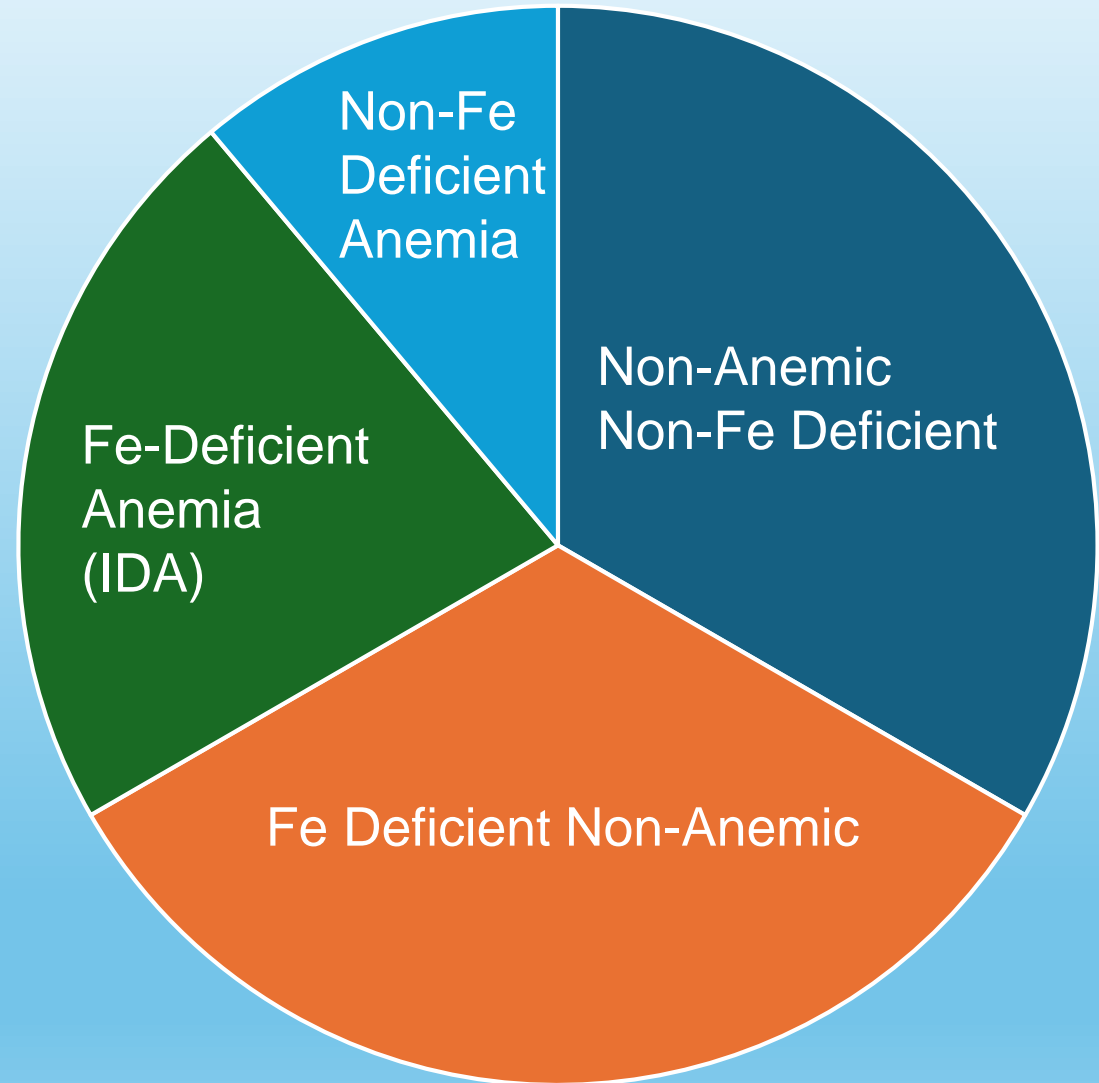 Non-Fe
Deficient
Anemia
Non-Anemic
Non-Fe Deficient
Fe-Deficient
Anemia
(IDA)
Fe Deficient Non-Anemic